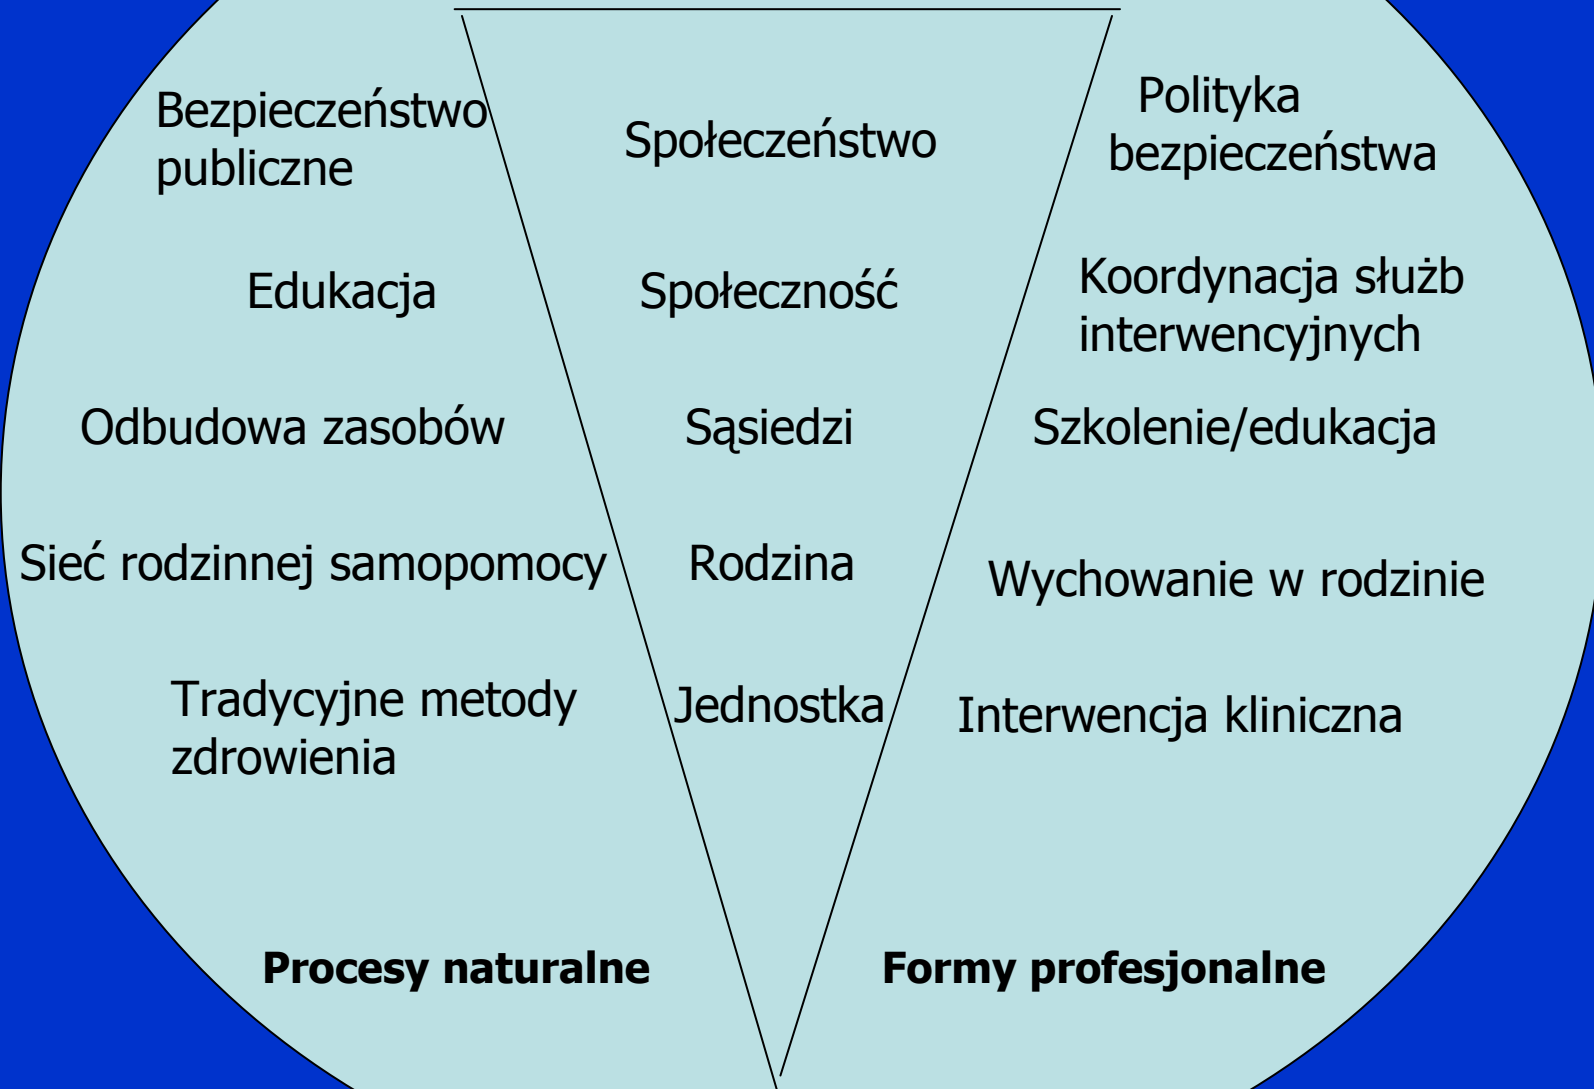 Bezpieczeństwo
publiczne
Społeczeństwo
Polityka
bezpieczeństwa
Edukacja
Społeczność
Koordynacja służb
interwencyjnych
Odbudowa zasobów
Sąsiedzi
Szkolenie/edukacja
Sieć rodzinnej samopomocy
Rodzina
Wychowanie w rodzinie
Tradycyjne metody
zdrowienia
Jednostka
Interwencja kliniczna
Procesy naturalne
Formy profesjonalne